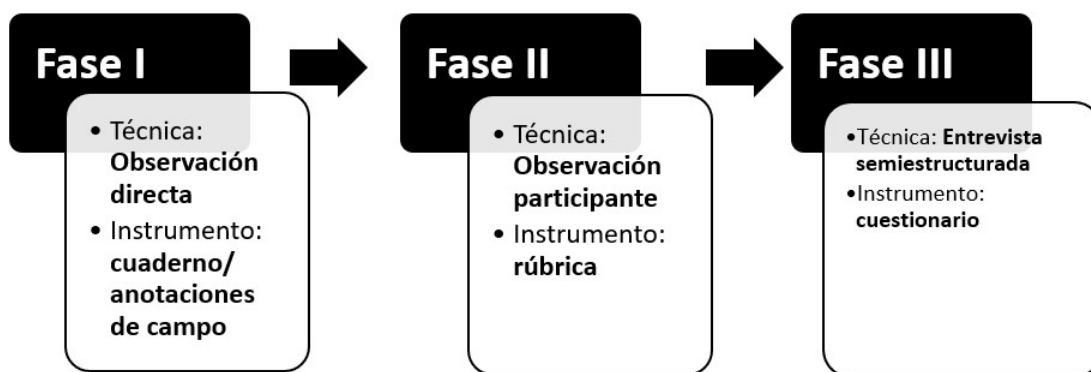 Fase I
• Técnica:
Observación
directa
• Instrumento:
cuaderno/
anotaciones
de campo
Fase II
• Técnica:
Observación
participante
• Instrumento:
rúbrica
Fase III
•Técnica: Entrevista
semiestructurada
•Instrumento:
cuestionario